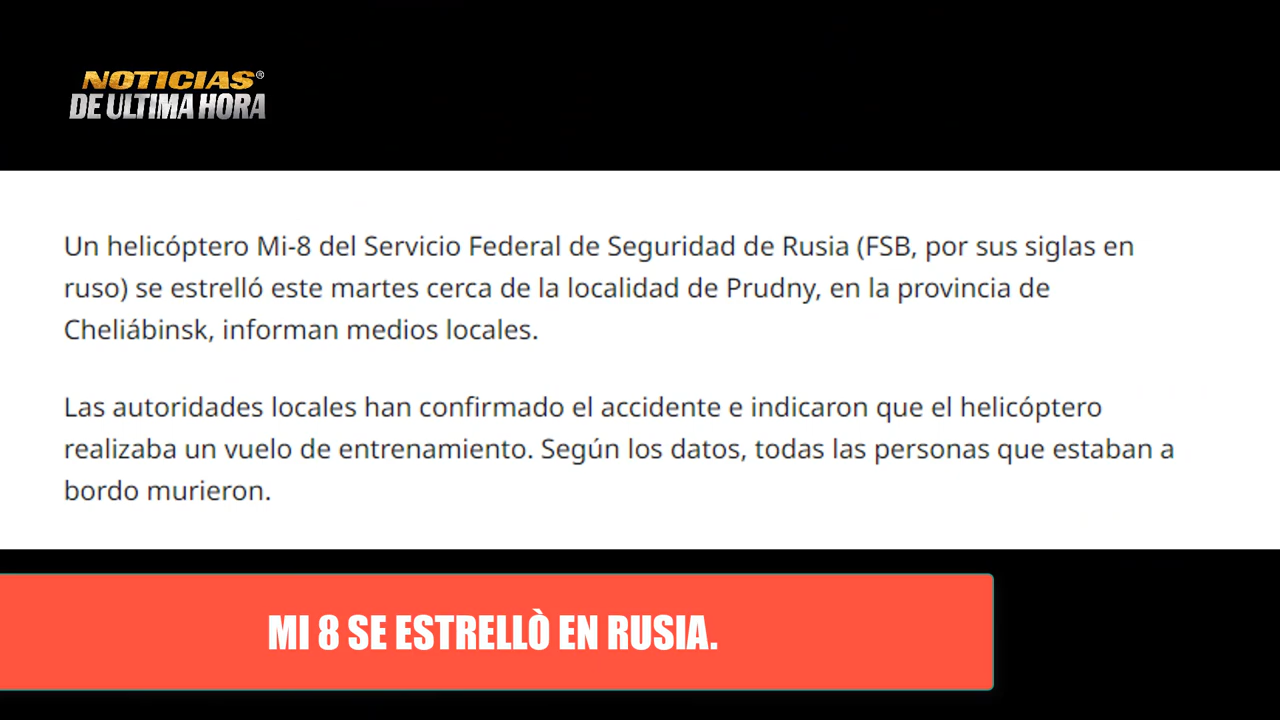 NOTICIAS®
DE ULTIMA HORA
Un helicóptero Mi-8 del Servicio Federal de Seguridad de Rusia (FSB, por sus siglas en
ruso) se estrelló este martes cerca de la localidad de Prudny, en la provincia de
Cheliábinsk, informan medios locales.
Las autoridades locales han confirmado el accidente e indicaron que el helicóptero
realizaba un vuelo de entrenamiento. Según los datos, todas las personas que estaban a
bordo murieron.
MI 8 SE ESTRELLÒ EN RUSIA.